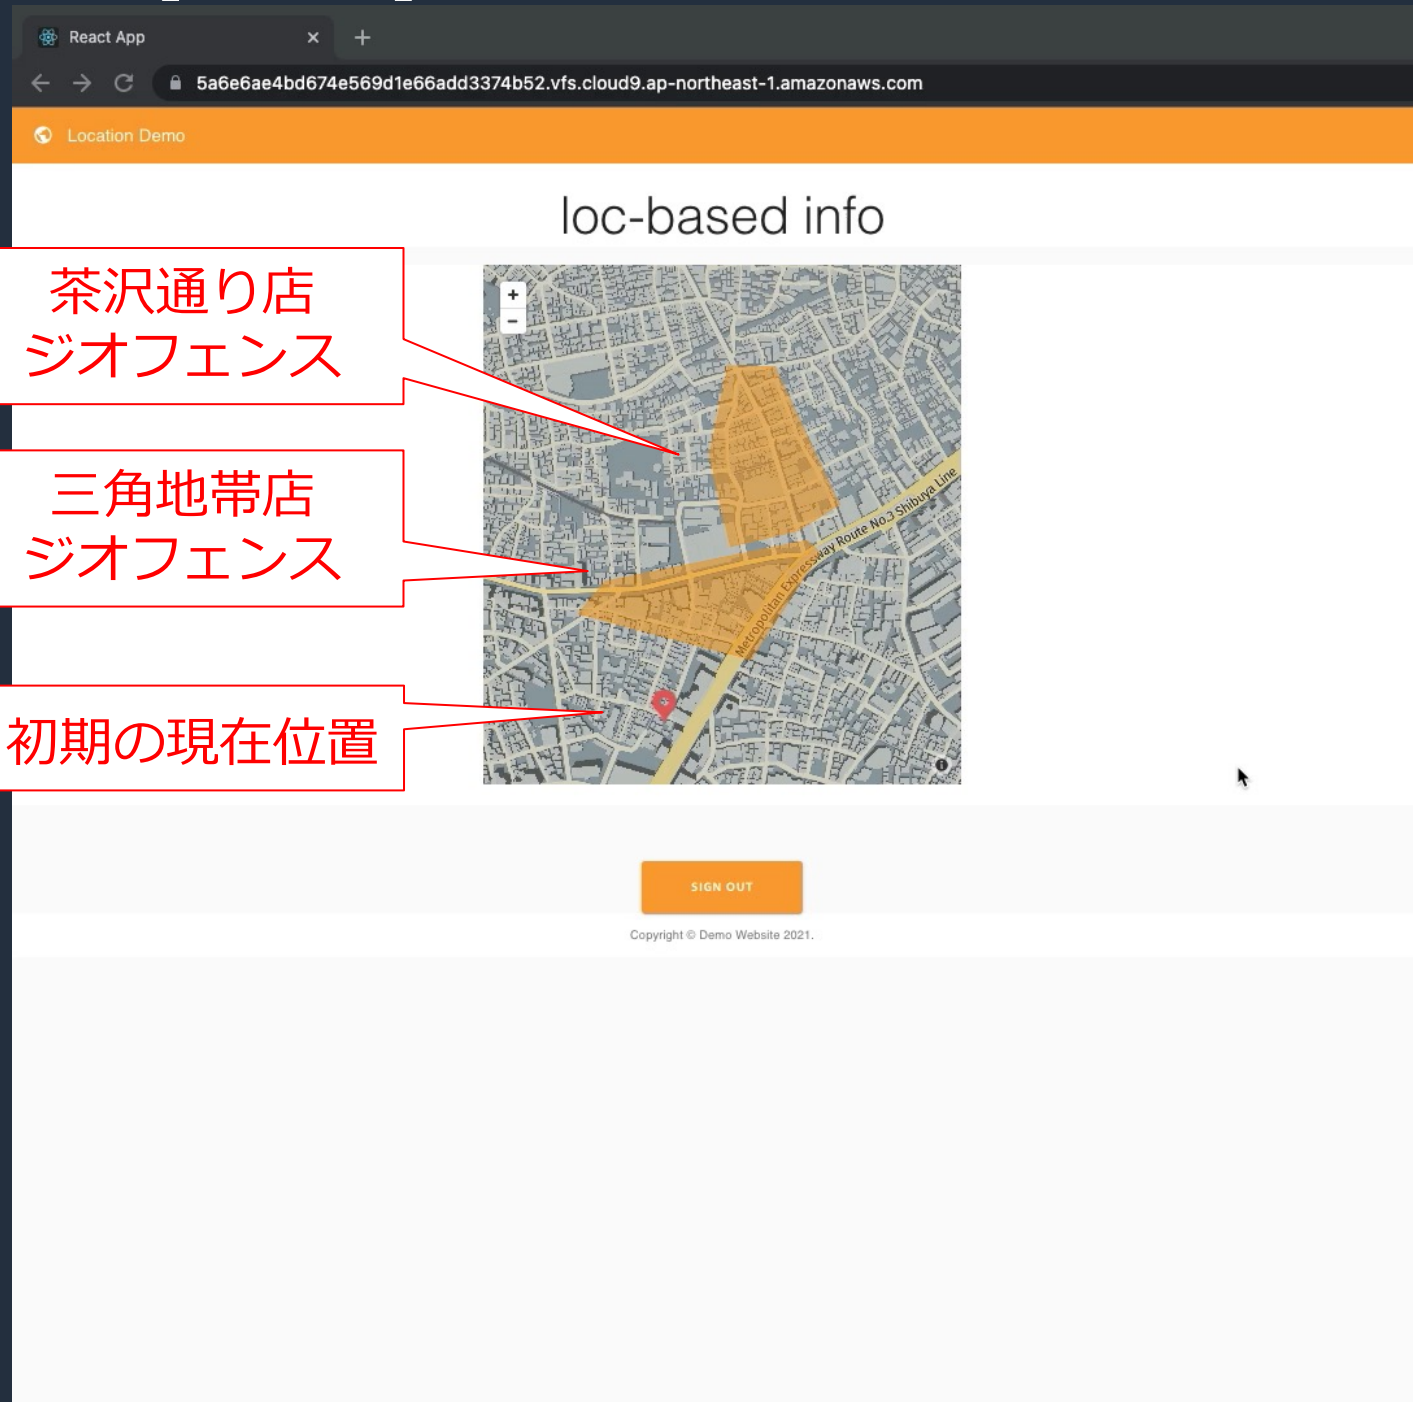 React App
5a6e6ae4bd674e569d1e66add3374b52.vfs.cloud9.ap-northeast-1.amazonaws.com
Location Demo
loc-based info
茶沢通り店
ジオフェンス
三角地帯店
ジオフェンス
初期の現在位置
Metropolitan Expressway Route No.3 Shibuya Line
SIGN OUT
Copyright © Demo Website 2021.